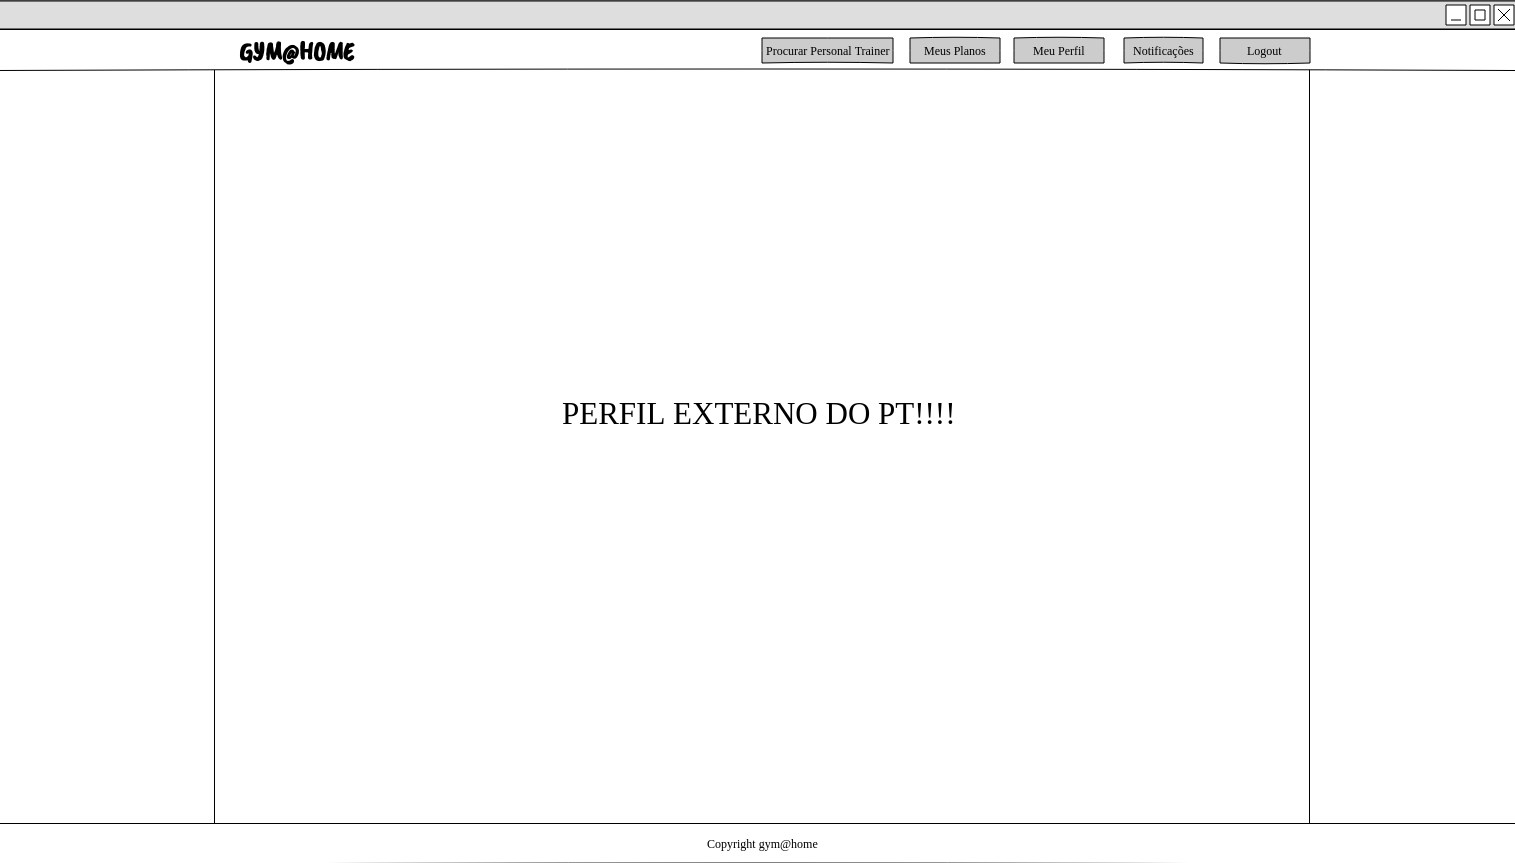 GYM@HOME
Procurar Personal Trainer
Meus Planos
Meu Perfil
Notificações
Logout
PERFIL EXTERNO DO PT!!!!
Copyright gym@home